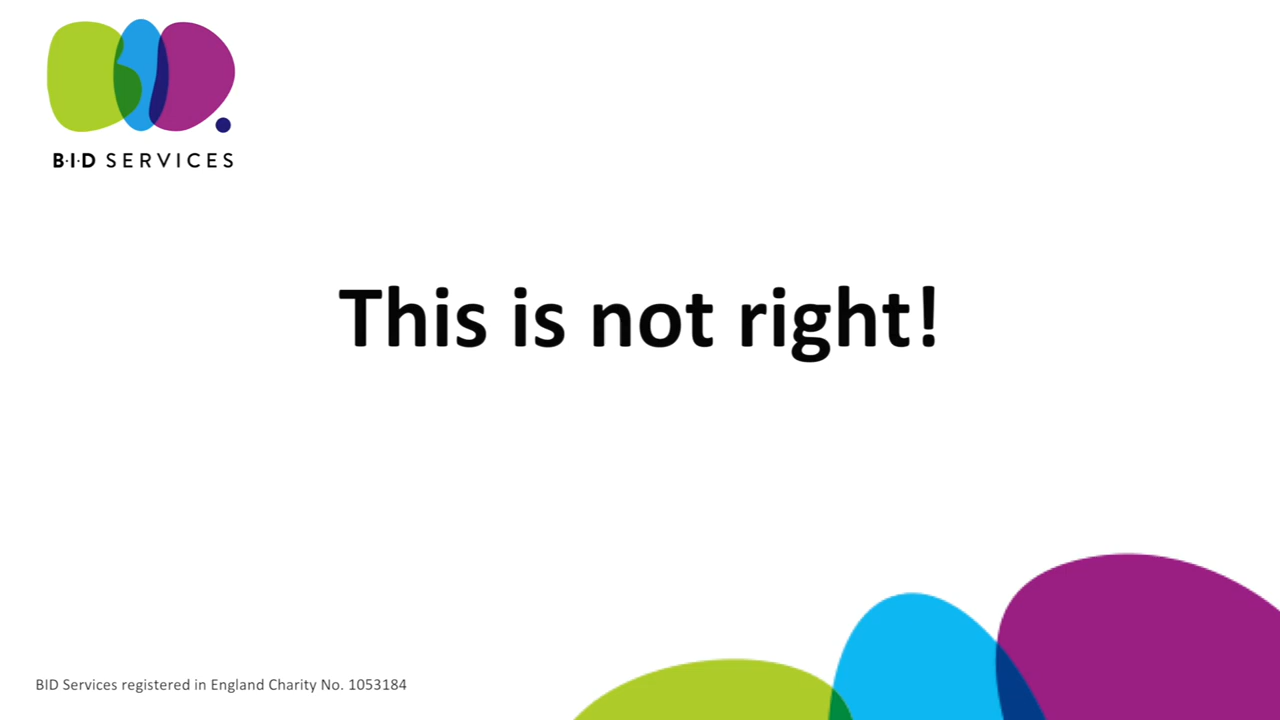 B·I·D SERVICES
This is not right!
BID Services registered in England Charity No. 1053184